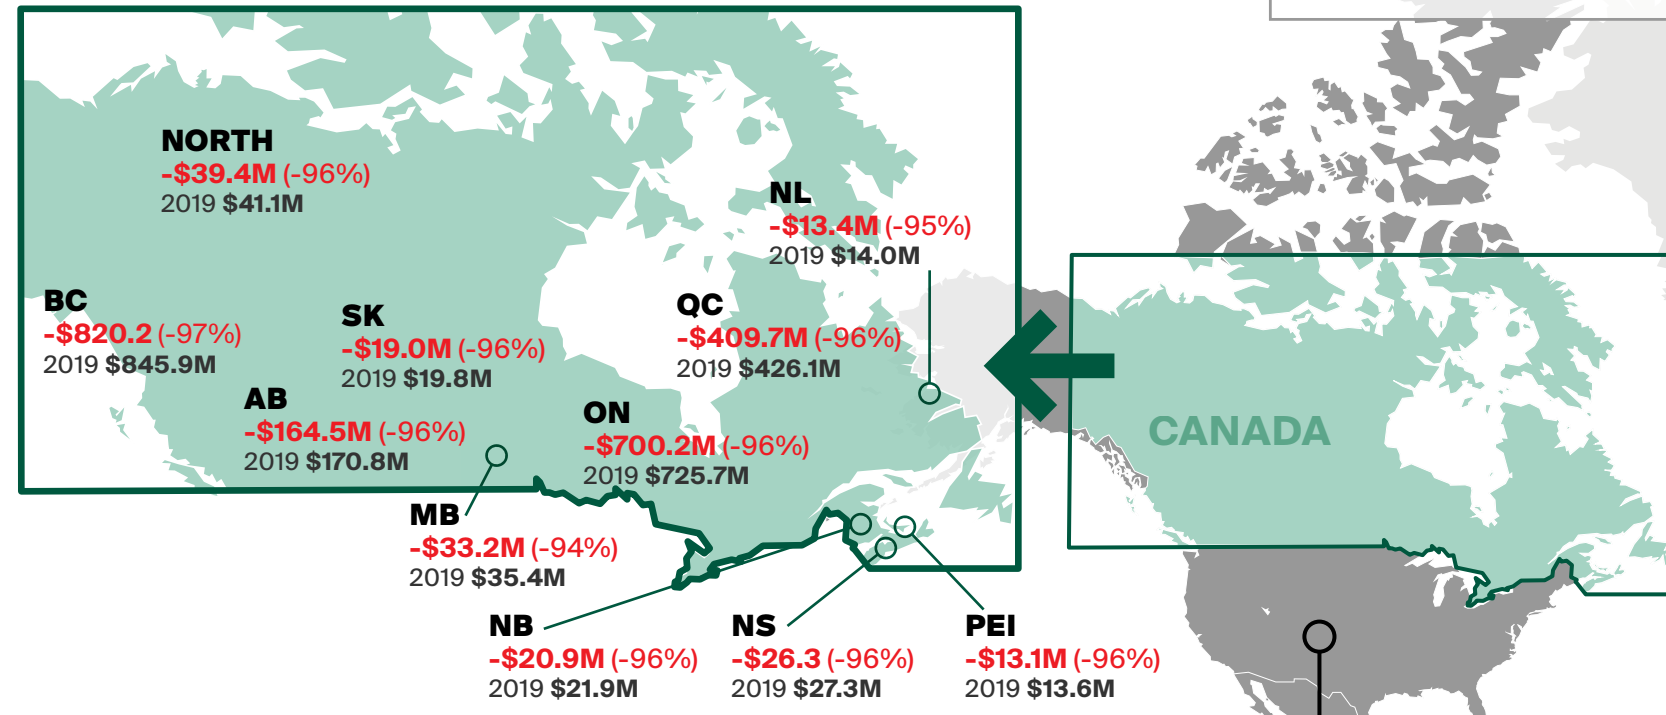 NORTH
-$39.4M (-96%)
2019 $41.1M
NL
-$13.4M (-95%)
2019 $14.0M
BC
-$820.2 (-97%)
2019 $845.9M
SK
-$19.0M (-96%)
2019 $19.8M
QC
-$409.7M (-96%)
2019 $426.1M
AB
-$164.5M (-96%)
2019 $170.8M
ON
-$700.2M (-96%)
2019 $725.7M
CANADA
MB
-$33.2M (-94%)
2019 $35.4M
NB
-$20.9M (-96%)
2019 $21.9M
NS
-$26.3 (-96%)
2019 $27.3M
PEI
-$13.1M (-96%)
2019 $13.6M